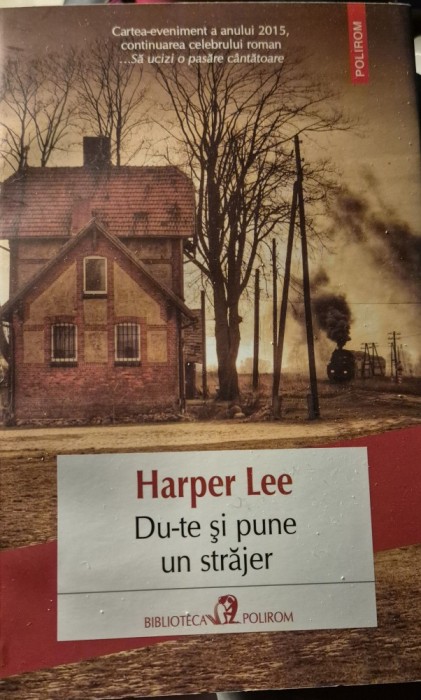 Cartea-eveniment a anului 2015,
continuarea celebrului roman
...Să ucizi o pasăre cântătoare
POLIROM
Harper Lee
Du-te și pune
un străjer
BIBLIOTECA POLIROM